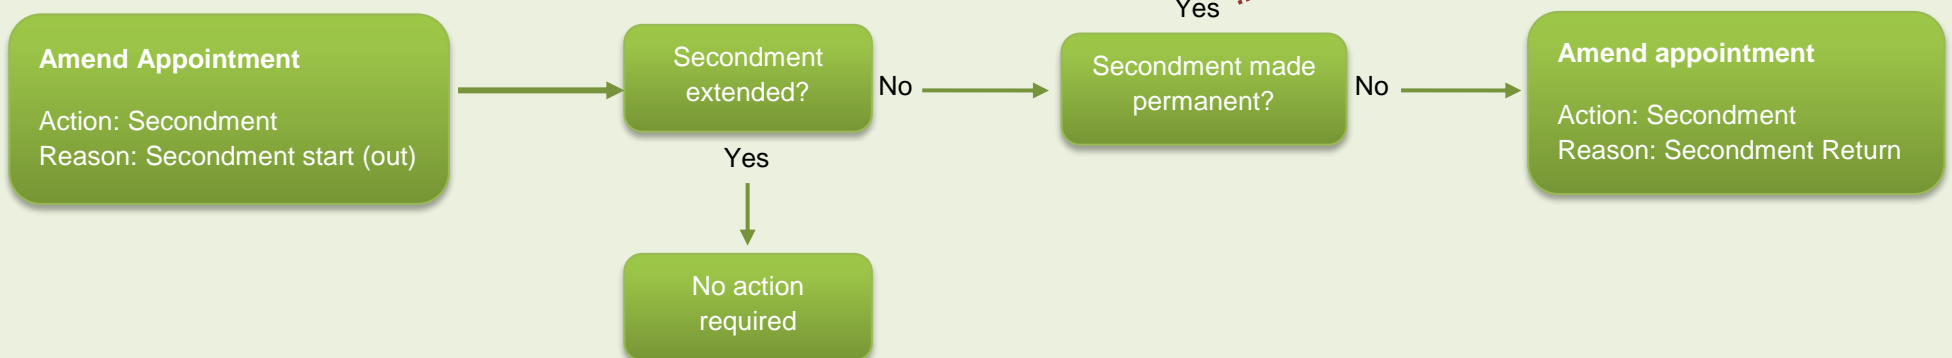 Yes
Amend Appointment
Action: Secondment
Reason: Secondment start (out)
Secondment
extended?
No
Secondment made
permanent?
No
Amend appointment
Action: Secondment
Reason: Secondment Return
Yes
No action
required